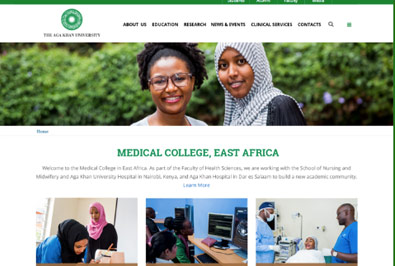 Students Alumni Faculty Media
THE AGA KHAN UNIVERSITY
ABOUT US EDUCATION RESEARCH NEWS & EVENTS CLINICAL SERVICES CONTACTS
Home
MEDICAL COLLEGE, EAST AFRICA
Welcome to the Medical College in East Africa. As part of the Faculty of Health Sciences, we are working with the School of Nursing and
Midwifery and Aga Khan University Hospital in Nairobi, Kenya, and Aga Khan Hospital in Dar es Salaam to build a new academic community.
Learn More